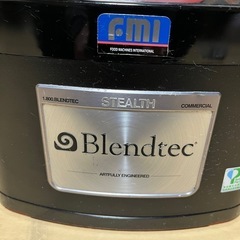 FMI
FOOD MACHINES INTERNATIONAL
1.800.BLENDTEC STEALTH COMMERCIAL
Blendtec®
ARTFULLY ENGINEERED